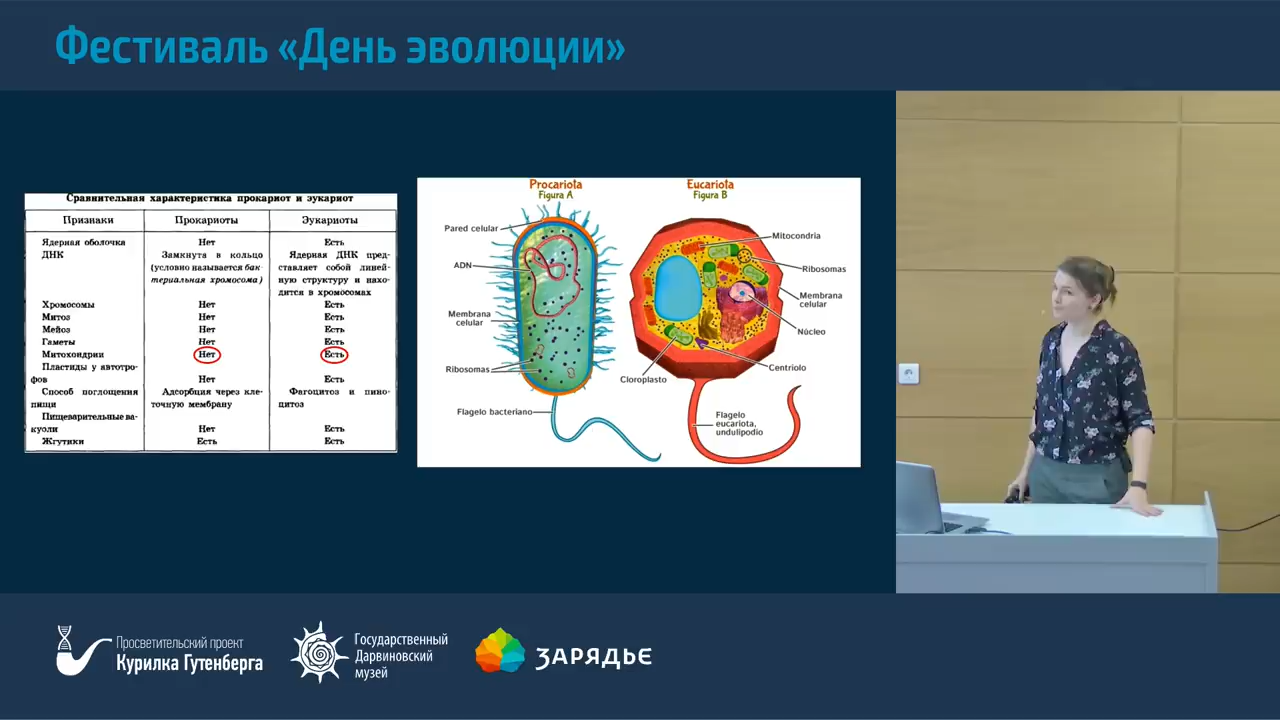 Фестиваль «День эволюции»
Сравнительная характеристика прокариот и эукариот
Признаки Прокариоты Эукариоты
Ядерная оболочка Нет Есть
ДНК Замкнута в кольцо Ядерная ДНК пред-
(условно называется бак- ставляет собой линей-
териальная хромосома) ную структуру и нахо-
дится в хромосомах
Хромосомы Нет Есть
Митоз Нет Есть
Мейоз Нет Есть
Гаметы Нет Есть
Митохондрии Нет Есть
Пластиды у автотро-
фов Нет Есть
Способ поглощения Адсорбция через кле- Фагоцитоз и пино-
пищи точную мембрану цитоз
Пищеварительные ва-
куоли Нет Есть
Жгутики Есть Есть
Procariota
Figura A
Pared celular
ADN
Membrana
celular
Ribosomas
Flagelo bacteriano
Eucariota
Figura B
Mitocondria
Ribosomas
Membrana
celular
Núcleo
Centriolo
Cloroplasto
Flagelo
eucariota,
undulipodio
Просветительский проект
Курилка Гутенберга
Государственный
Дарвиновский
музей
ЗАРЯДЬЕ